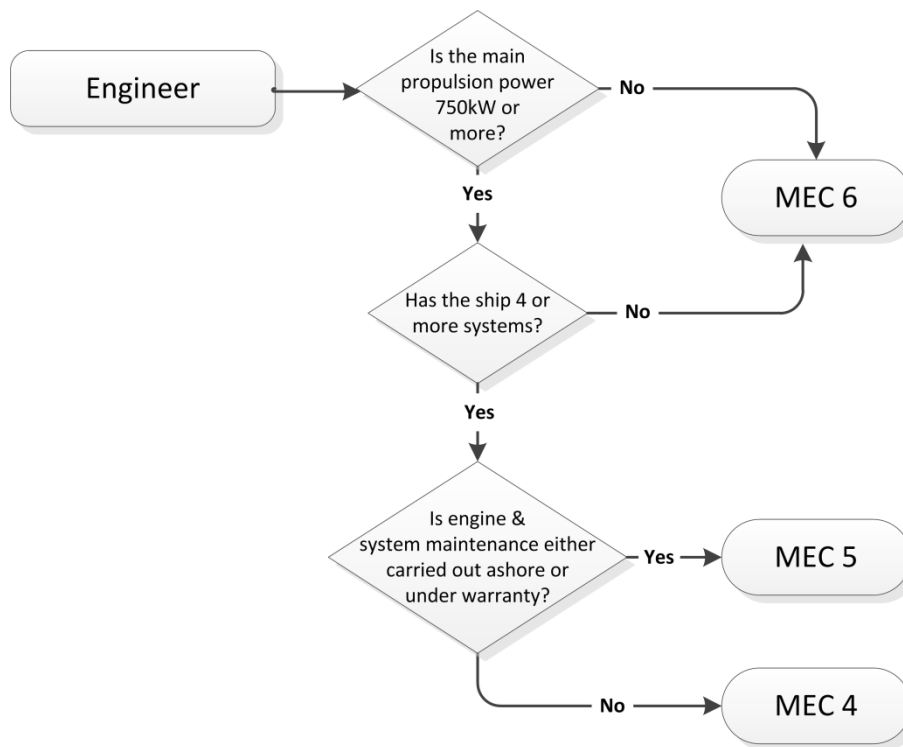 Engineer
Is the main
propulsion power
750kW or
more?
No
MEC 6
Yes
Has the ship 4 or
more systems?
No
Yes
Is engine &
system maintenance either
carried out ashore or
under warranty?
Yes
MEC 5
No
MEC 4